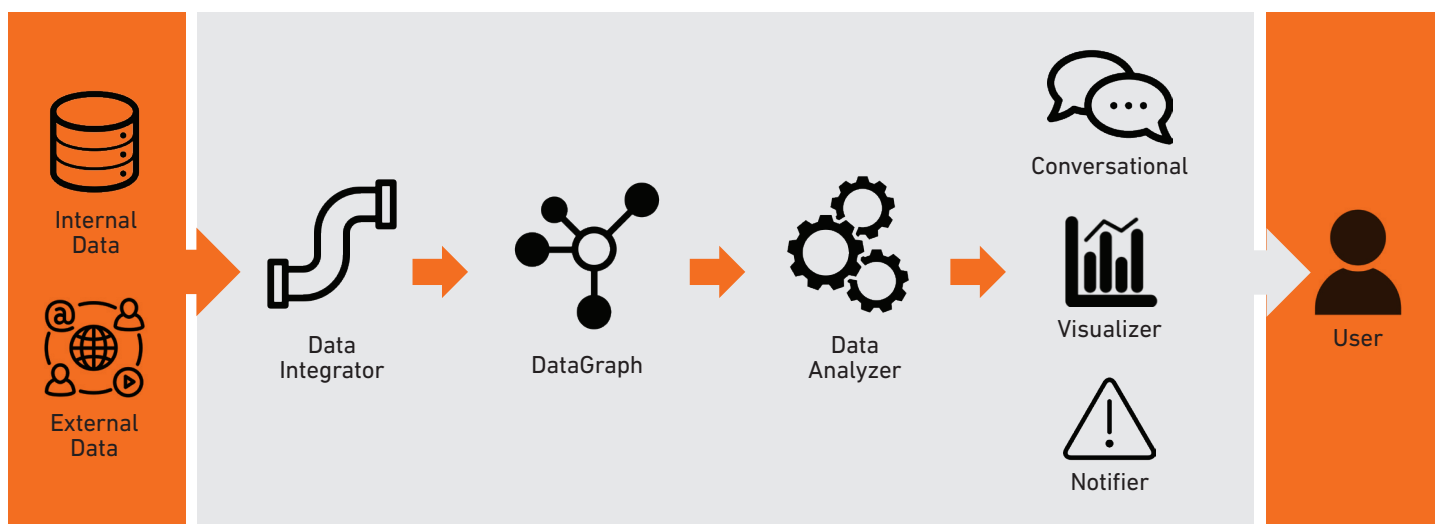 Internal
Data
External
Data
Data
Integrator
DataGraph
Data
Analyzer
Conversational
Visualizer
Notifier
User